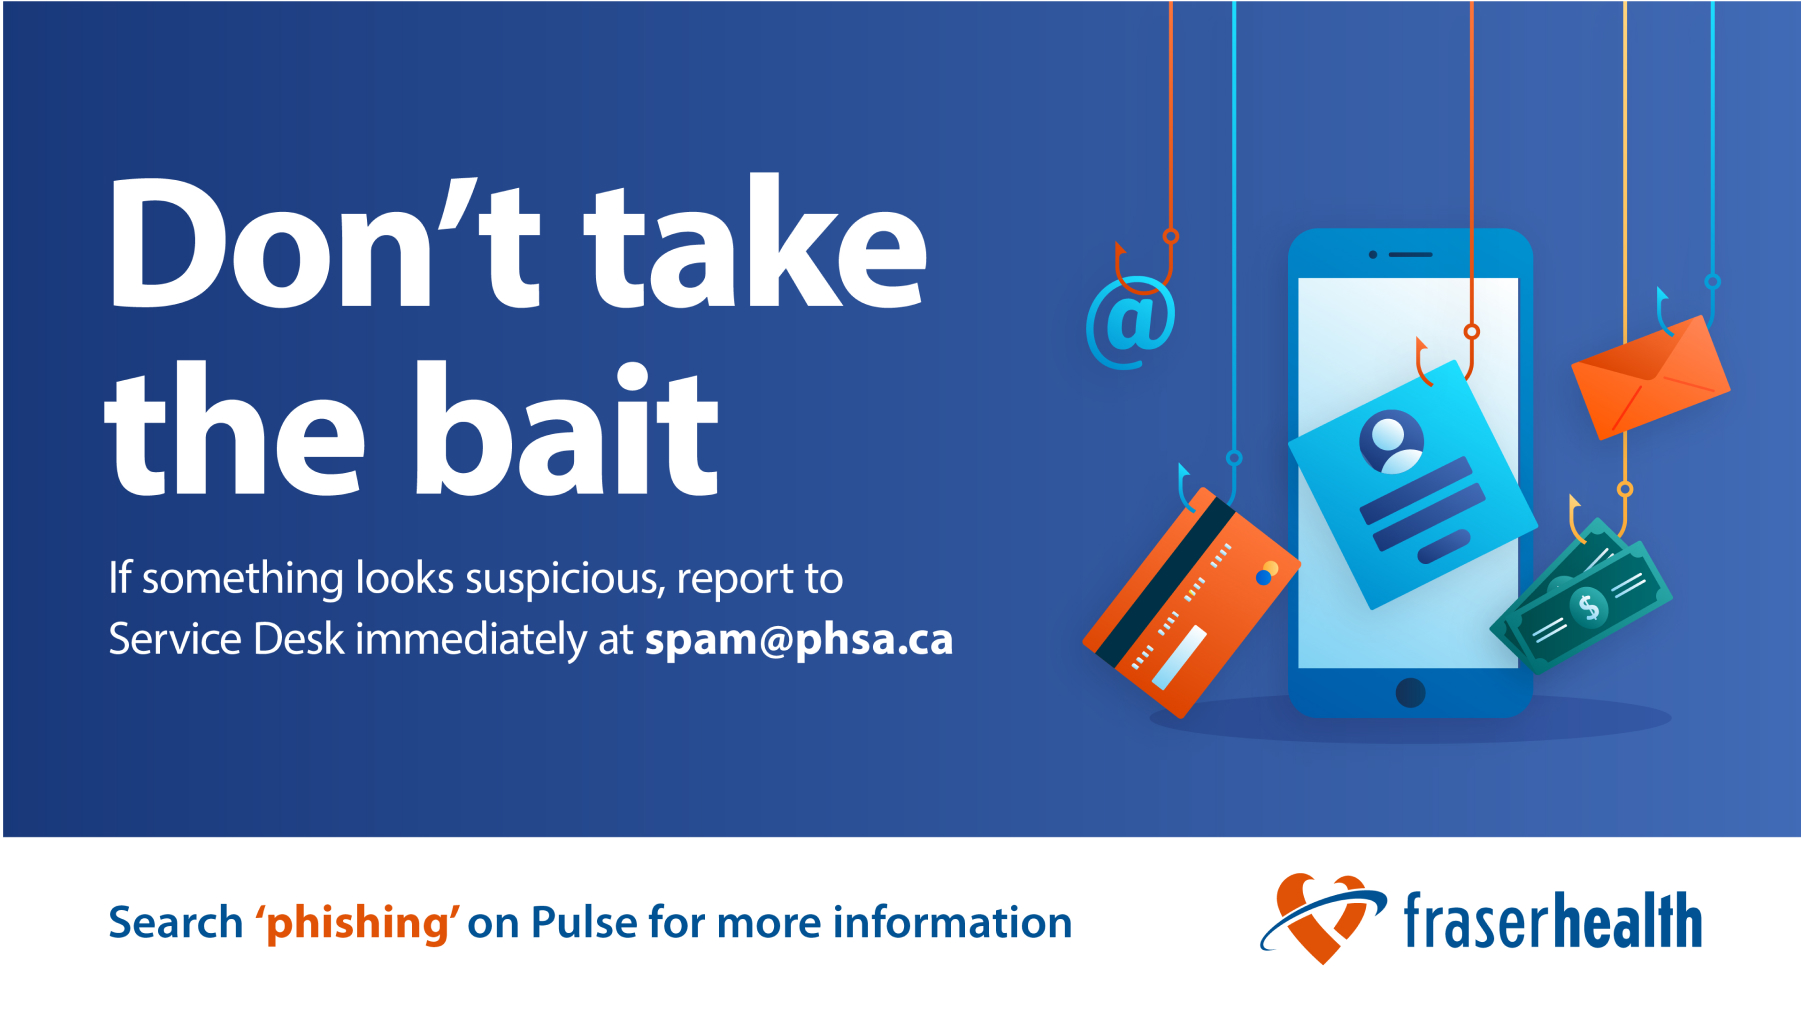 Don’t take
the bait
If something looks suspicious, report to
Service Desk immediately at spam@phsa.ca
@
$
Search ‘phishing’ on Pulse for more information
fraserhealth